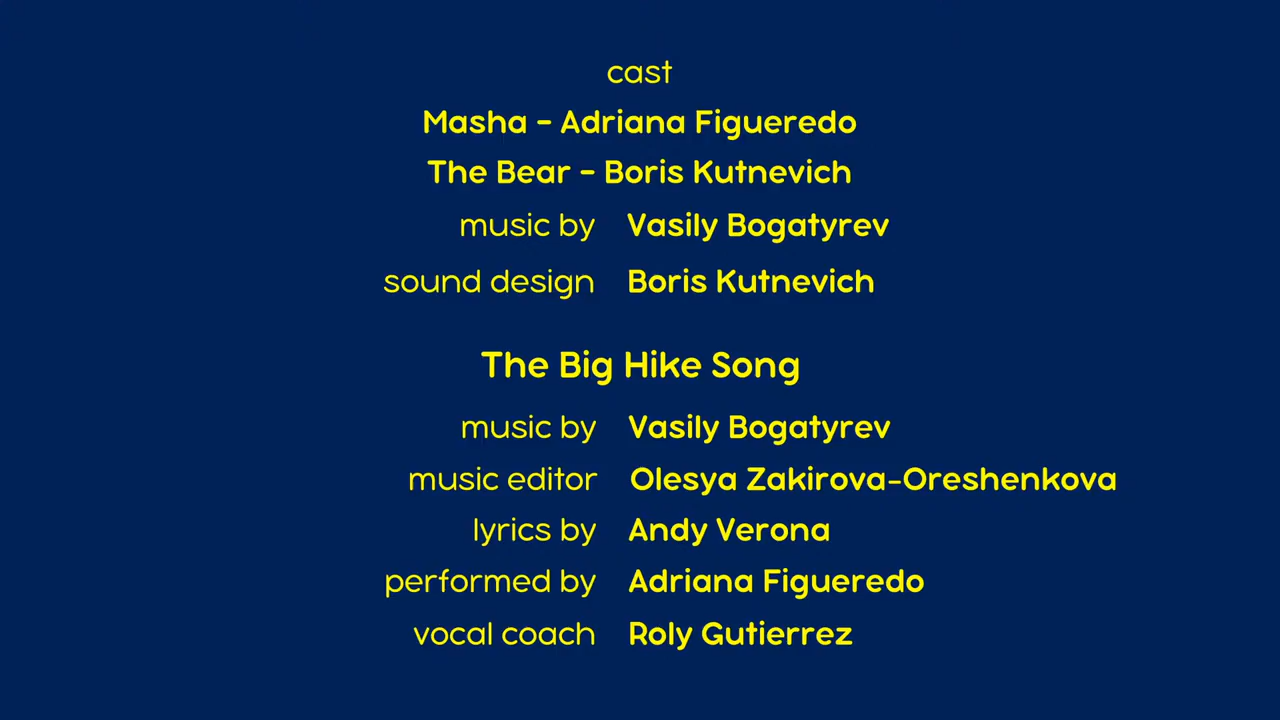 cast
Masha - Adriana Figueredo
The Bear - Boris Kutnevich
music by Vasily Bogatyrev
sound design Boris Kutnevich
The Big Hike Song
music by Vasily Bogatyrev
music editor Olesya Zakirova-Oreshenkova
lyrics by Andy Verona
performed by Adriana Figueredo
vocal coach Roly Gutierrez